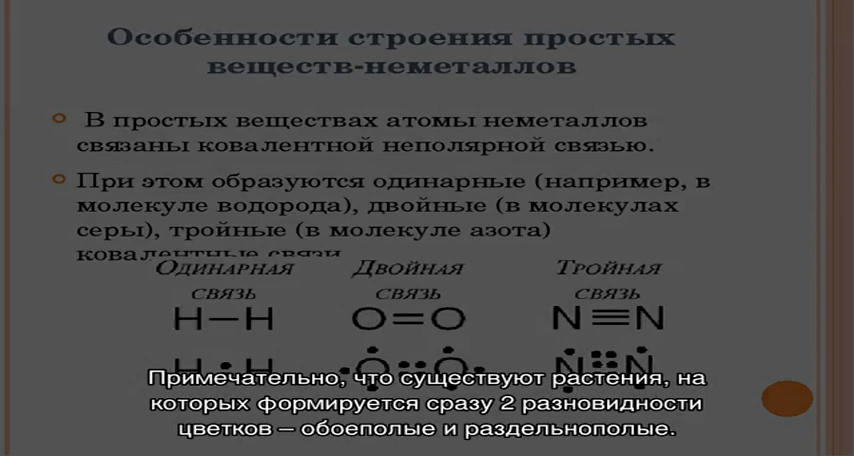 Особенности строения простых
веществ-неметаллов
В простых веществах атомы неметаллов
связаны ковалентной неполярной связью.
При этом образуются одинарные (например, в
молекуле водорода), двойные (в молекулах
серы), тройные (в молекуле азота)
ковалентные связи
Одинарная связь
Двойная связь
Тройная связь
H—H
O=O
N≡N
Примечательно, что существуют растения, на
которых формируется сразу 2 разновидности
цветков – обоеполые и раздельнополые.